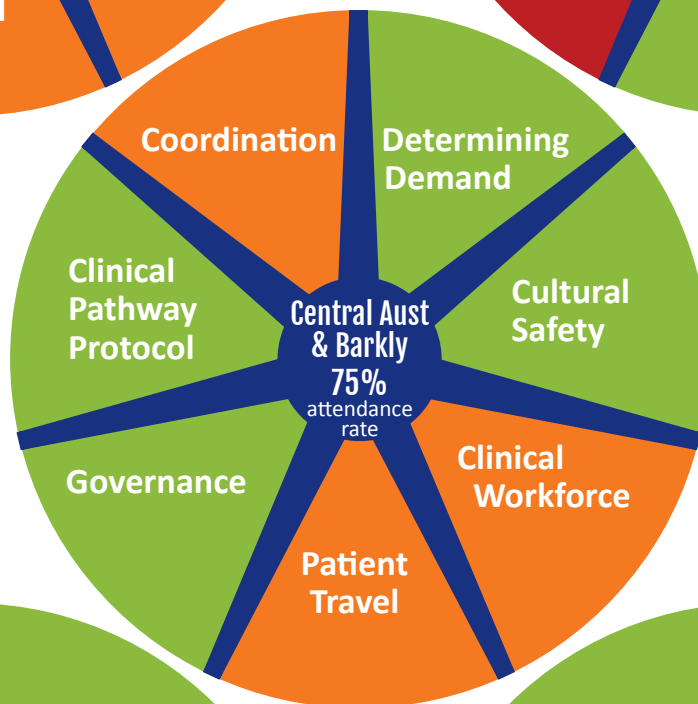 Coordination
Determining
Demand
Clinical
Pathway
Protocol
Central Aust
& Barkly
75%
attendance
rate
Cultural
Safety
Governance
Clinical
Workforce
Patient
Travel